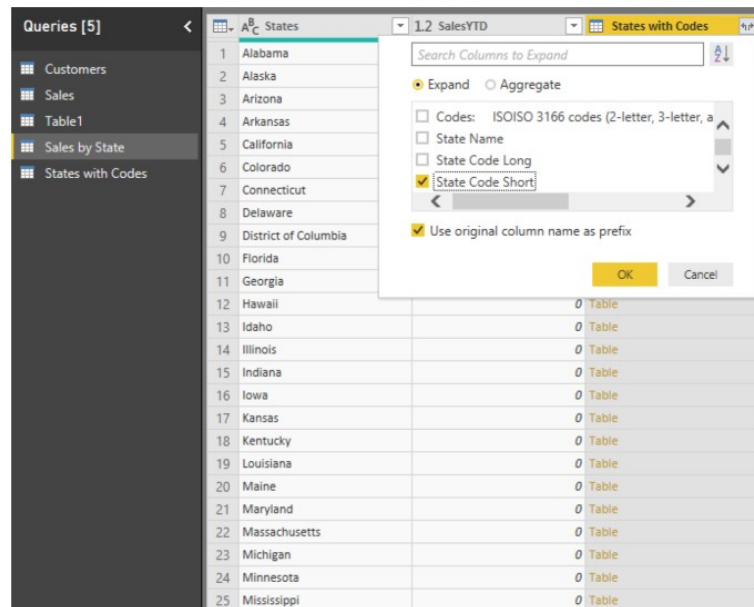 Queries [5]
Customers
Sales
Table1
Sales by State
States with Codes
ABC States
1.2 SalesYTD
States with Codes
Search Columns to Expand
AZ
Expand
Aggregate
Codes: ISOISO 3166 codes (2-letter, 3-letter, a
State Name
State Code Long
State Code Short
Use original column name as prefix
OK
Cancel
1 Alabama
2 Alaska
3 Arizona
4 Arkansas
5 California
6 Colorado
7 Connecticut
8 Delaware
9 District of Columbia
10 Florida
11 Georgia
12 Hawaii 0 Table
13 Idaho 0 Table
14 Illinois 0 Table
15 Indiana 0 Table
16 Iowa 0 Table
17 Kansas 0 Table
18 Kentucky 0 Table
19 Louisiana 0 Table
20 Maine 0 Table
21 Maryland 0 Table
22 Massachusetts 0 Table
23 Michigan 0 Table
24 Minnesota 0 Table
25 Mississippi 0 Table